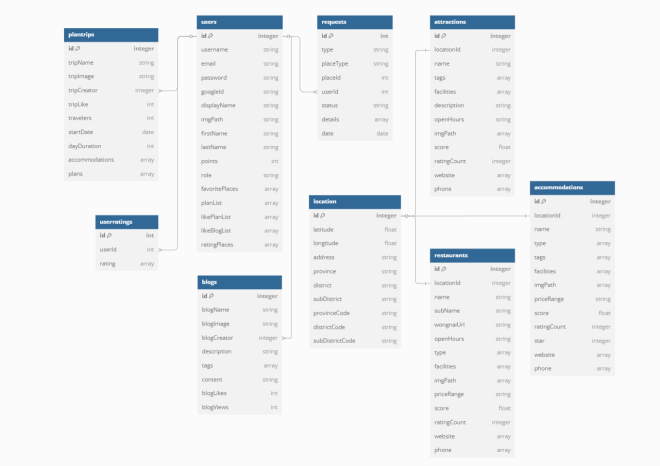 plantrips
id integer
tripName string
tripImage string
tripCreator integer
tripLike int
travelers int
startDate date
dayDuration int
accommodations array
plans array
userratings
id int
userId int
rating array
users
id integer
username string
email string
password string
googleId string
displayName string
imgPath string
firstName string
lastName string
points int
role string
favoritePlaces array
planList array
likePlanList array
likeBlogList array
ratingPlaces array
blogs
id integer
blogName string
blogImage string
blogCreator integer
description string
tags array
content string
blogLikes int
blogViews int
requests
id int
type string
placeType string
placeId int
userId int
status string
details array
date date
location
id integer
latitude float
longitude float
address string
province string
district string
subDistrict string
provinceCode string
districtCode string
subDistrictCode string
attractions
id integer
locationId integer
name string
tags array
facilities array
description string
openHours string
imgPath array
score float
ratingCount integer
website array
phone array
restaurants
id integer
locationId integer
name string
subName string
wongnaiUrl string
openHours string
type array
facilities array
imgPath array
priceRange string
score float
ratingCount integer
website array
phone array
accommodations
id integer
locationId integer
name string
type array
tags array
facilities array
imgPath array
priceRange string
score float
ratingCount integer
star integer
website array
phone array